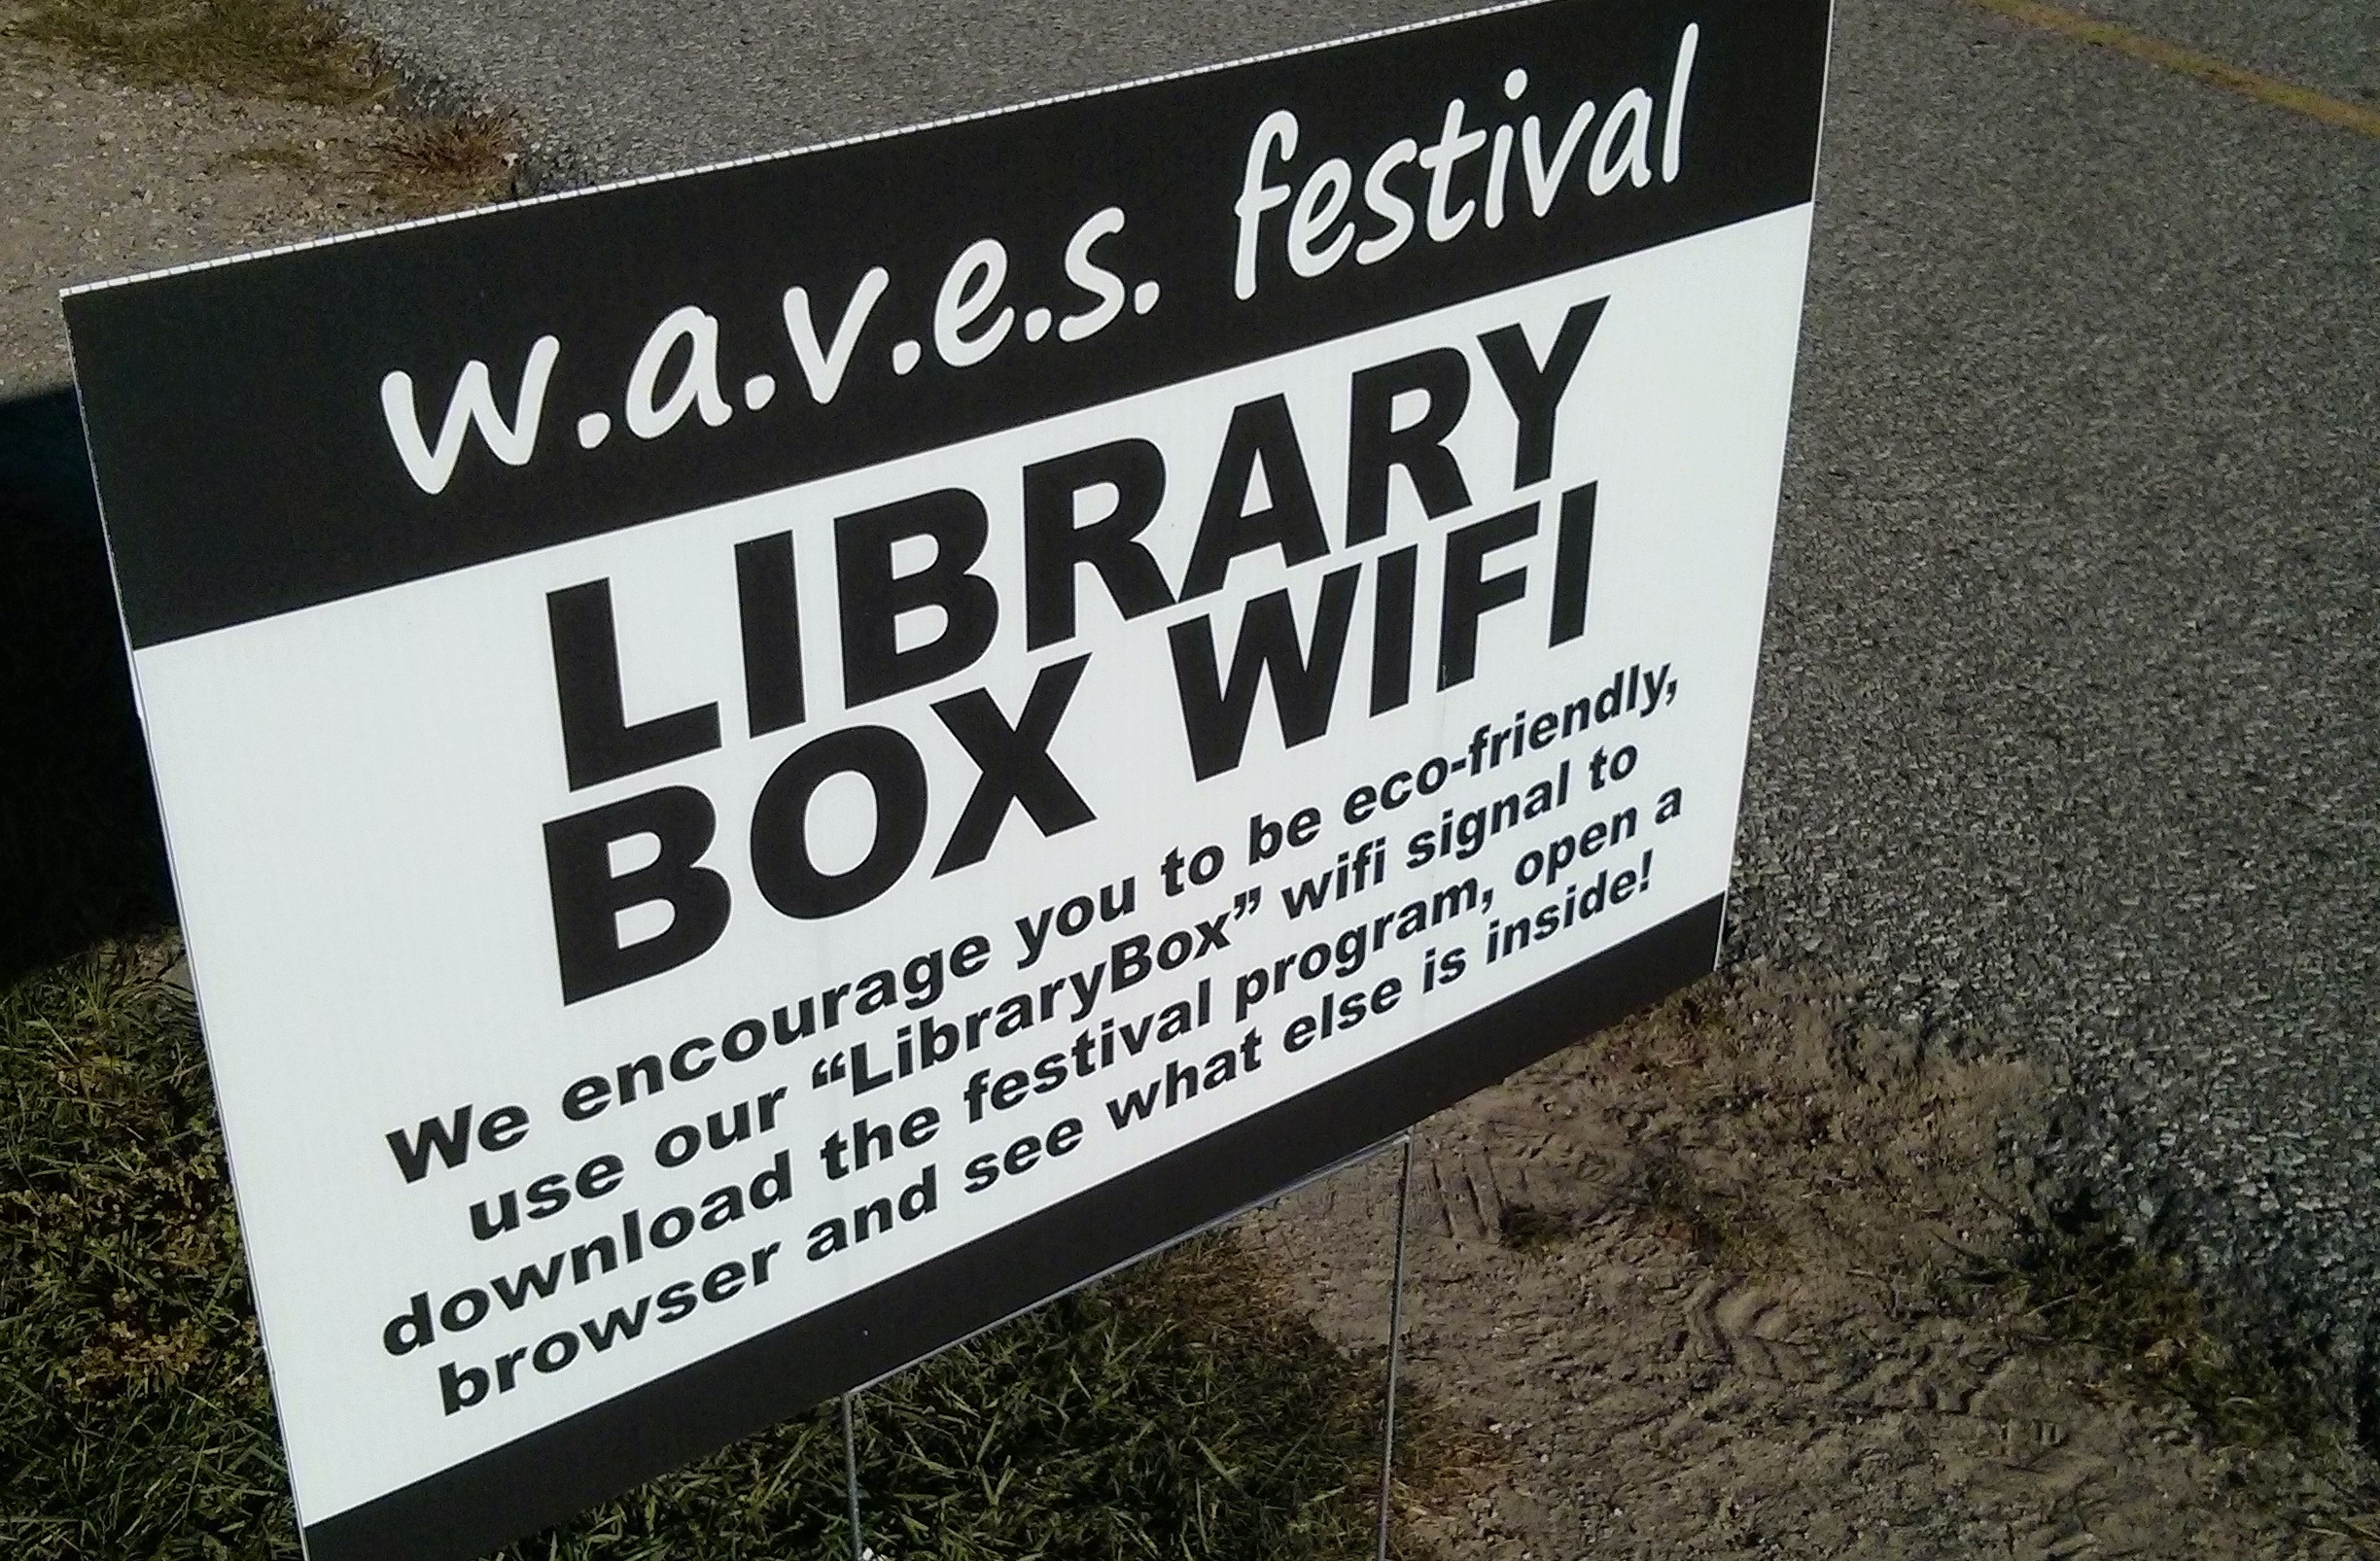 w.a.v.e.s. festival
LIBRARY
BOX WIFI
We encourage you to be eco-friendly,
use our “LibraryBox” wifi signal to
download the festival program, open a
browser and see what else is inside!